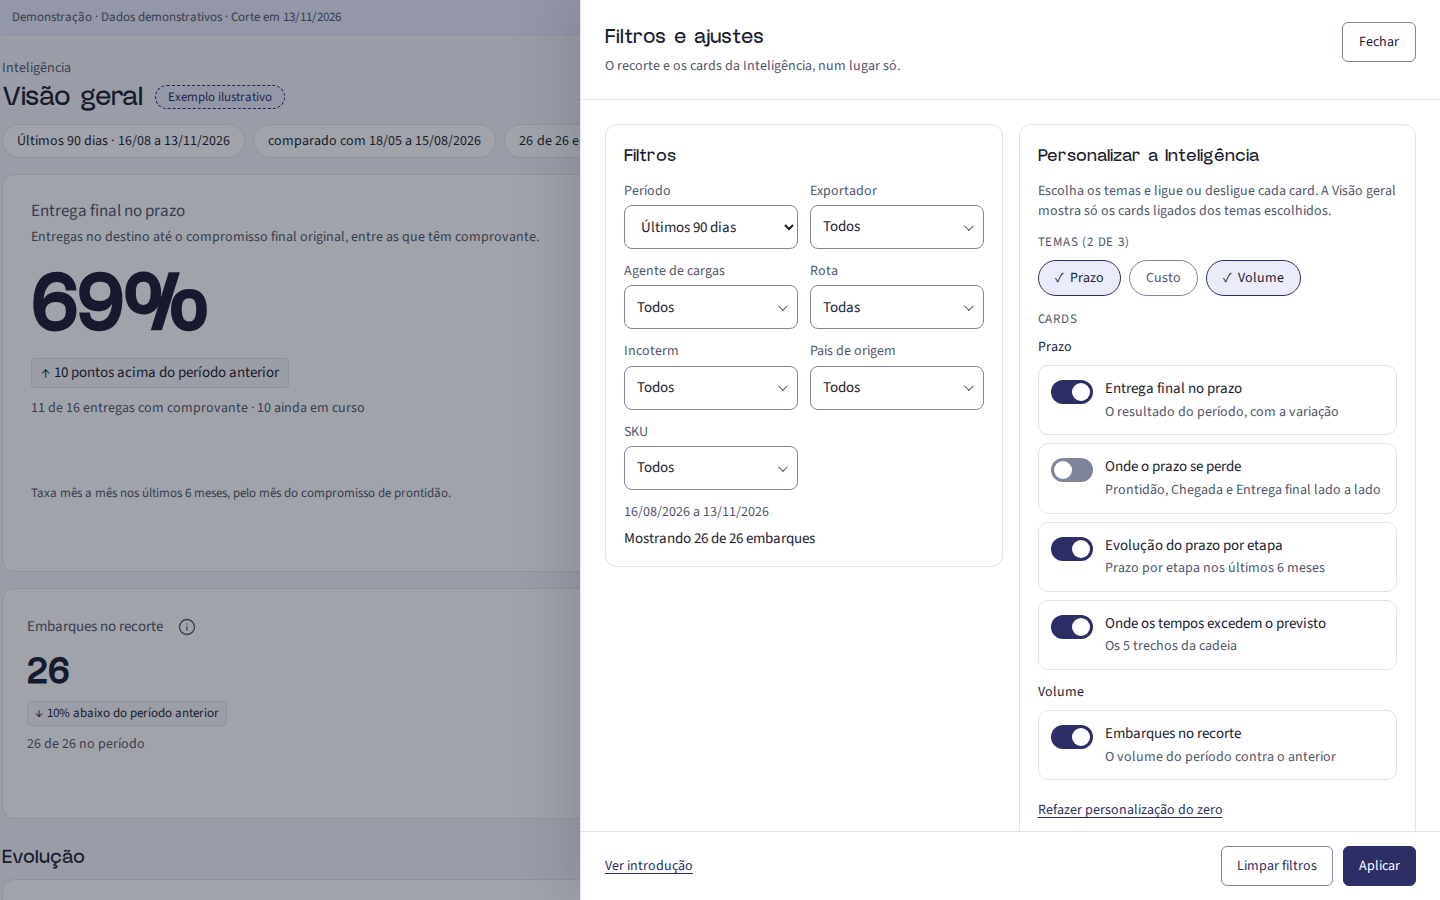 Demonstração · Dados demonstrativos · Corte em 13/11/2026
Inteligência
Visão geral
Exemplo ilustrativo
Últimos 90 dias · 16/08 a 13/11/2026
comparado com 18/05 a 15/08/2026
26 de 26 e
Entrega final no prazo
Entregas no destino até o compromisso final original, entre as que têm comprovante.
69%
↑ 10 pontos acima do período anterior
11 de 16 entregas com comprovante · 10 ainda em curso
Taxa mês a mês nos últimos 6 meses, pelo mês do compromisso de prontidão.
Embarques no recorte
26
↓ 10% abaixo do período anterior
26 de 26 no período
Evolução
Filtros e ajustes
O recorte e os cards da Inteligência, num lugar só.
Fechar
Filtros
Período
Últimos 90 dias
Exportador
Todos
Agente de cargas
Todos
Rota
Todas
Incoterm
Todos
País de origem
Todos
SKU
Todos
16/08/2026 a 13/11/2026
Mostrando 26 de 26 embarques
Personalizar a Inteligência
Escolha os temas e ligue ou desligue cada card. A Visão geral
mostra só os cards ligados dos temas escolhidos.
TEMAS (2 DE 3)
✓ Prazo
Custo
✓ Volume
CARDS
Prazo
Entrega final no prazo
O resultado do período, com a variação
Onde o prazo se perde
Prontidão, Chegada e Entrega final lado a lado
Evolução do prazo por etapa
Prazo por etapa nos últimos 6 meses
Onde os tempos excedem o previsto
Os 5 trechos da cadeia
Volume
Embarques no recorte
O volume do período contra o anterior
Refazer personalização do zero
Ver introdução
Limpar filtros
Aplicar